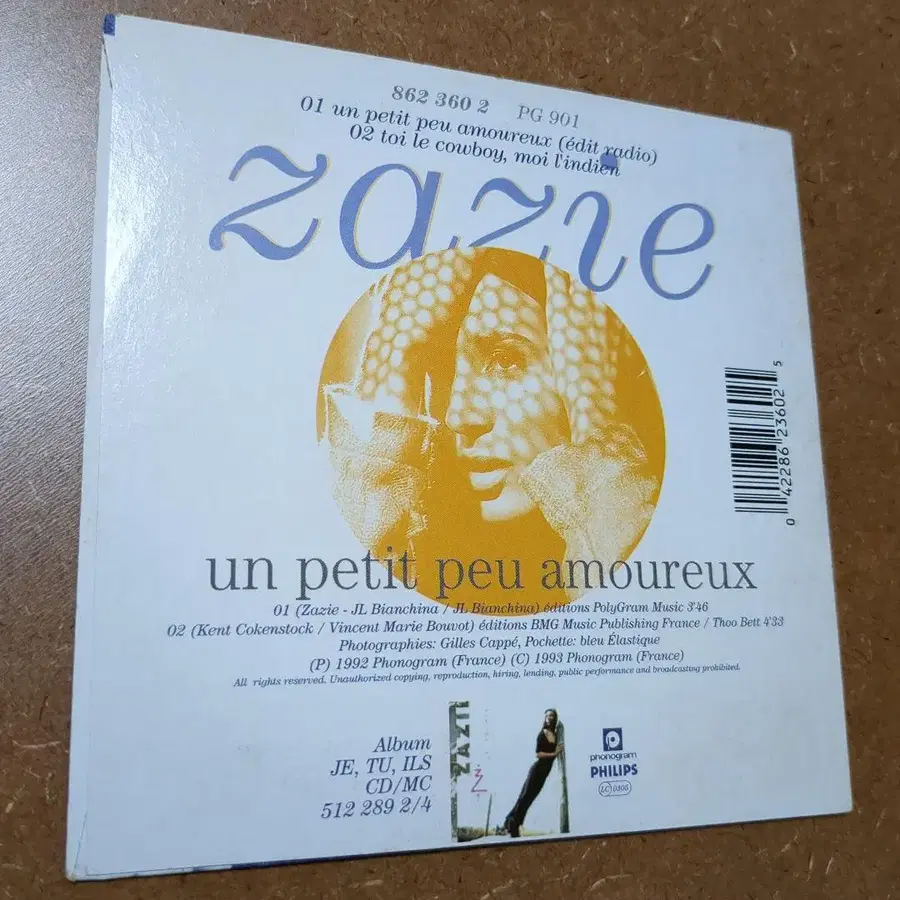 862 360 2 PG 901
01 un petit peu amoureux (édit radio)
02 toi le cowboy, moi l'indien
zazie
0 42286 23602 5
un petit peu amoureux
01 (Zazie - JL Bianchina / JL Bianchina) éditions PolyGram Music 3'46
02 (Kent Cokenstock / Vincent Marie Bouvot) éditions BMG Music Publishing France / Thoo Bett 4'33
Photographies: Gilles Cappé, Pochette: bleu Élastique
(P) 1992 Phonogram (France) (C) 1993 Phonogram (France)
All rights reserved. Unauthorized copying, reproduction, hiring, lending, public performance and broadcasting prohibited.
Album
JE, TU, ILS
CD/MC
512 289 2/4
ZAZIE
Z
phonogram
PHILIPS
LC 0305